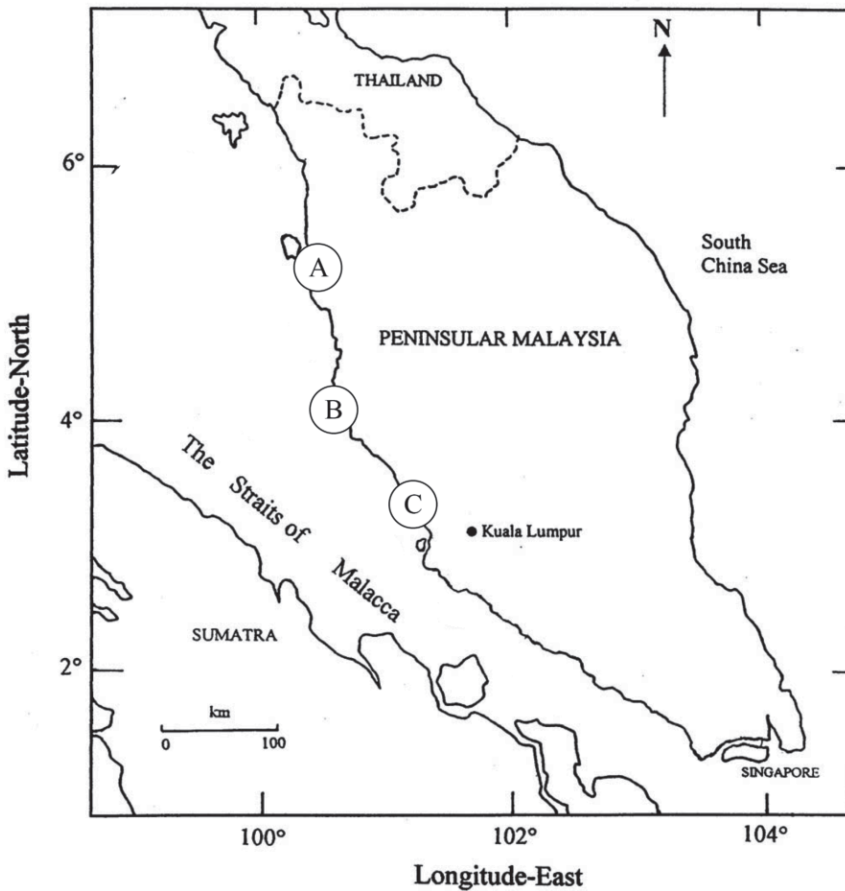 N
THAILAND
6°
South
China Sea
A
PENINSULAR MALAYSIA
B
4°
The Straits of Malacca
C
Kuala Lumpur
Latitude-North
SUMATRA
2°
km
0 100
SINGAPORE
100° 102° 104°
Longitude-East